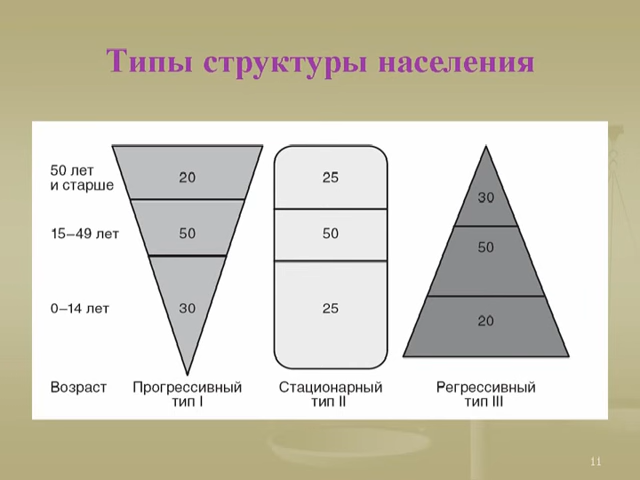 Типы структуры населения
50 лет
и старше
20
25
30
15–49 лет
50
50
50
0–14 лет
30
25
20
Возраст
Прогрессивный
тип I
Стационарный
тип II
Регрессивный
тип III
11